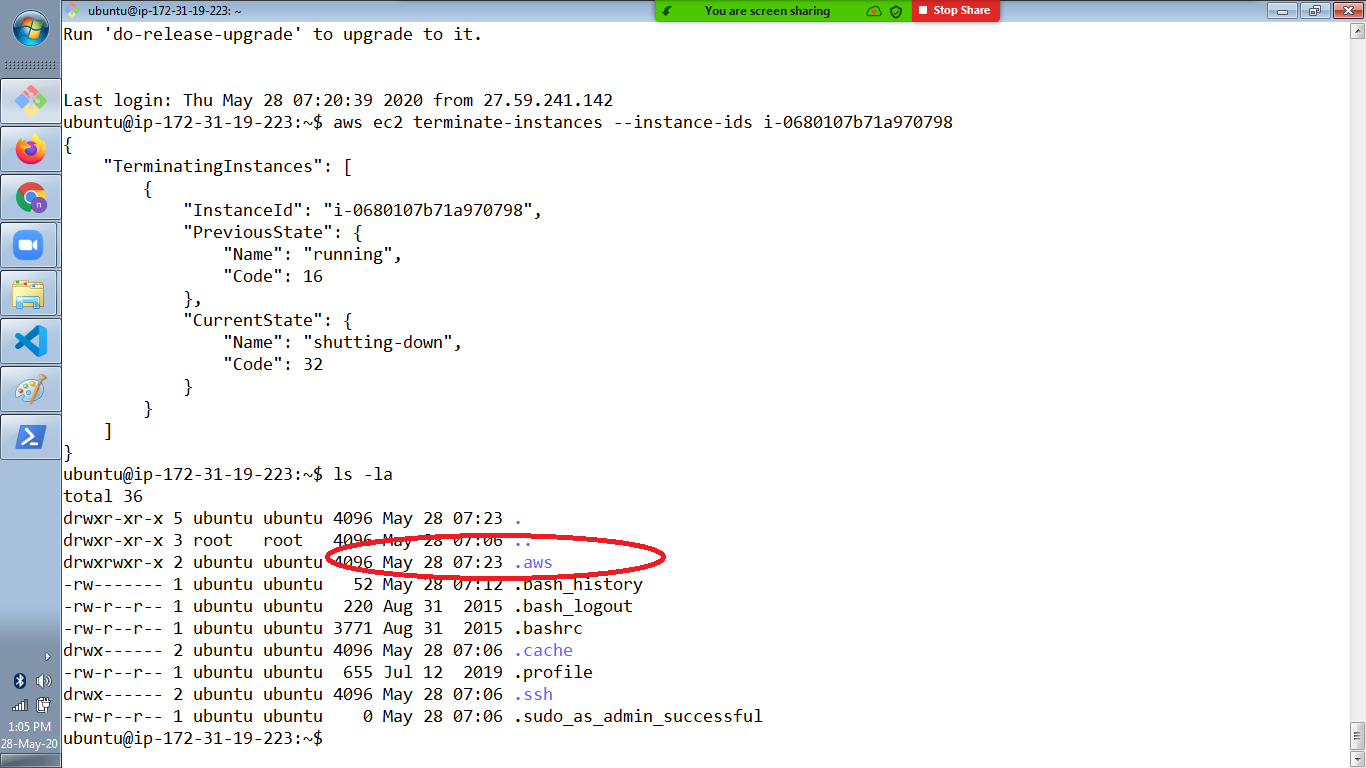 ubuntu@ip-172-31-19-223: ~
You are screen sharing
Stop Share
Run 'do-release-upgrade' to upgrade to it.
Last login: Thu May 28 07:20:39 2020 from 27.59.241.142
ubuntu@ip-172-31-19-223:~$ aws ec2 terminate-instances --instance-ids i-0680107b71a970798
{
    "TerminatingInstances": [
        {
            "InstanceId": "i-0680107b71a970798",
            "PreviousState": {
                "Name": "running",
                "Code": 16
            },
            "CurrentState": {
                "Name": "shutting-down",
                "Code": 32
            }
        }
    ]
}
ubuntu@ip-172-31-19-223:~$ ls -la
total 36
drwxr-xr-x 5 ubuntu ubuntu 4096 May 28 07:23 .
drwxr-xr-x 3 root   root   4096 May 28 07:06 ..
drwxrwxr-x 2 ubuntu ubuntu 4096 May 28 07:23 .aws
-rw------- 1 ubuntu ubuntu   52 May 28 07:12 .bash_history
-rw-r--r-- 1 ubuntu ubuntu  220 Aug 31  2015 .bash_logout
-rw-r--r-- 1 ubuntu ubuntu 3771 Aug 31  2015 .bashrc
drwx------ 2 ubuntu ubuntu 4096 May 28 07:06 .cache
-rw-r--r-- 1 ubuntu ubuntu  655 Jul 12  2019 .profile
drwx------ 2 ubuntu ubuntu 4096 May 28 07:06 .ssh
-rw-r--r-- 1 ubuntu ubuntu    0 May 28 07:06 .sudo_as_admin_successful
ubuntu@ip-172-31-19-223:~$
n
1:05 PM
28-May-20